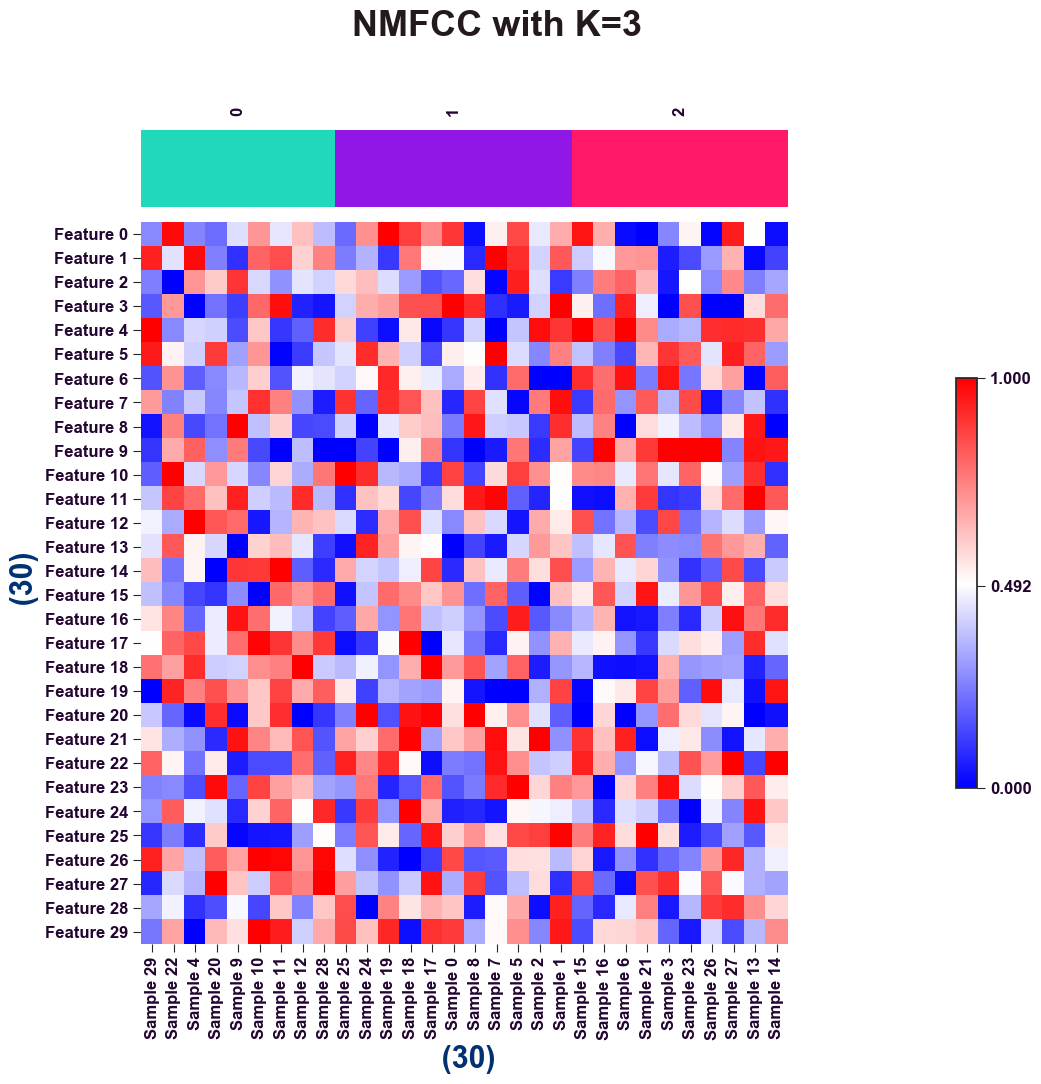 NMFCC with K=3
0
1
2
Feature 0
Feature 1
Feature 2
Feature 3
Feature 4
Feature 5
Feature 6
Feature 7
Feature 8
Feature 9
Feature 10
Feature 11
Feature 12
Feature 13
Feature 14
Feature 15
Feature 16
Feature 17
Feature 18
Feature 19
Feature 20
Feature 21
Feature 22
Feature 23
Feature 24
Feature 25
Feature 26
Feature 27
Feature 28
Feature 29
(30)
Sample 29
Sample 22
Sample 4
Sample 20
Sample 9
Sample 10
Sample 11
Sample 12
Sample 28
Sample 25
Sample 24
Sample 19
Sample 18
Sample 17
Sample 0
Sample 8
Sample 7
Sample 5
Sample 2
Sample 1
Sample 15
Sample 16
Sample 6
Sample 21
Sample 3
Sample 23
Sample 26
Sample 27
Sample 13
Sample 14
(30)
1.000
0.492
0.000